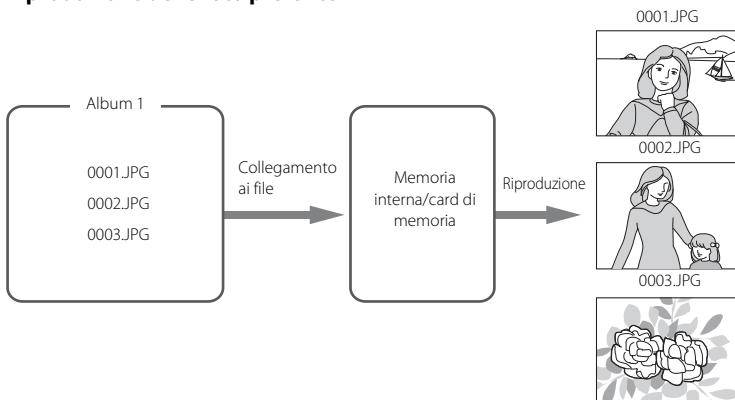 Album 1
0001.JPG
0002.JPG
0003.JPG
Collegamento
ai file
Memoria
interna/card di
memoria
Riproduzione
0001.JPG
0002.JPG
0003.JPG